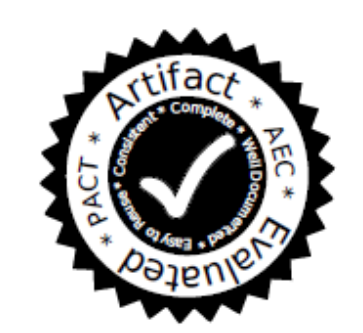 Artifact * AEC * Evaluated * PACT *
Consistent * Complete * Well Documented * Easy to Reuse *